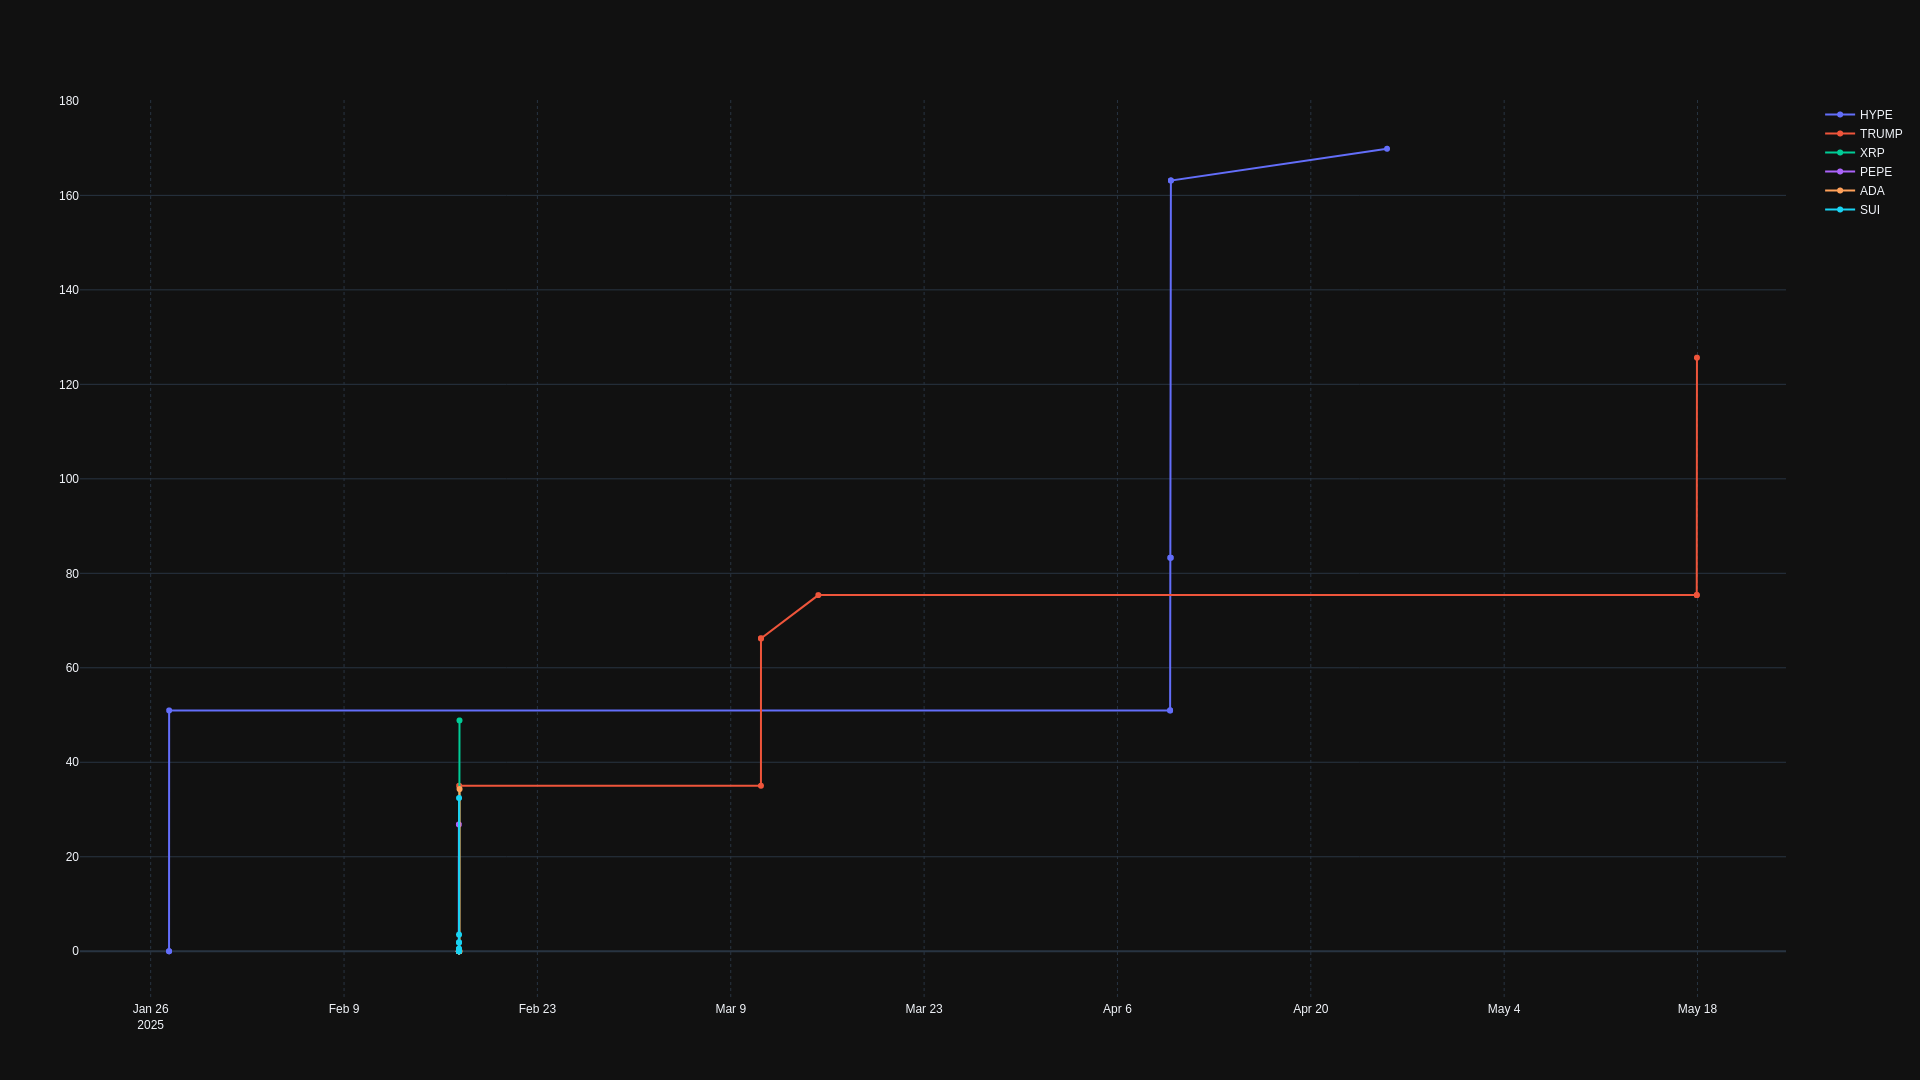 180
160
140
120
100
80
60
40
20
0
Jan 26
2025
Feb 9
Feb 23
Mar 9
Mar 23
Apr 6
Apr 20
May 4
May 18
HYPE
TRUMP
XRP
PEPE
ADA
SUI